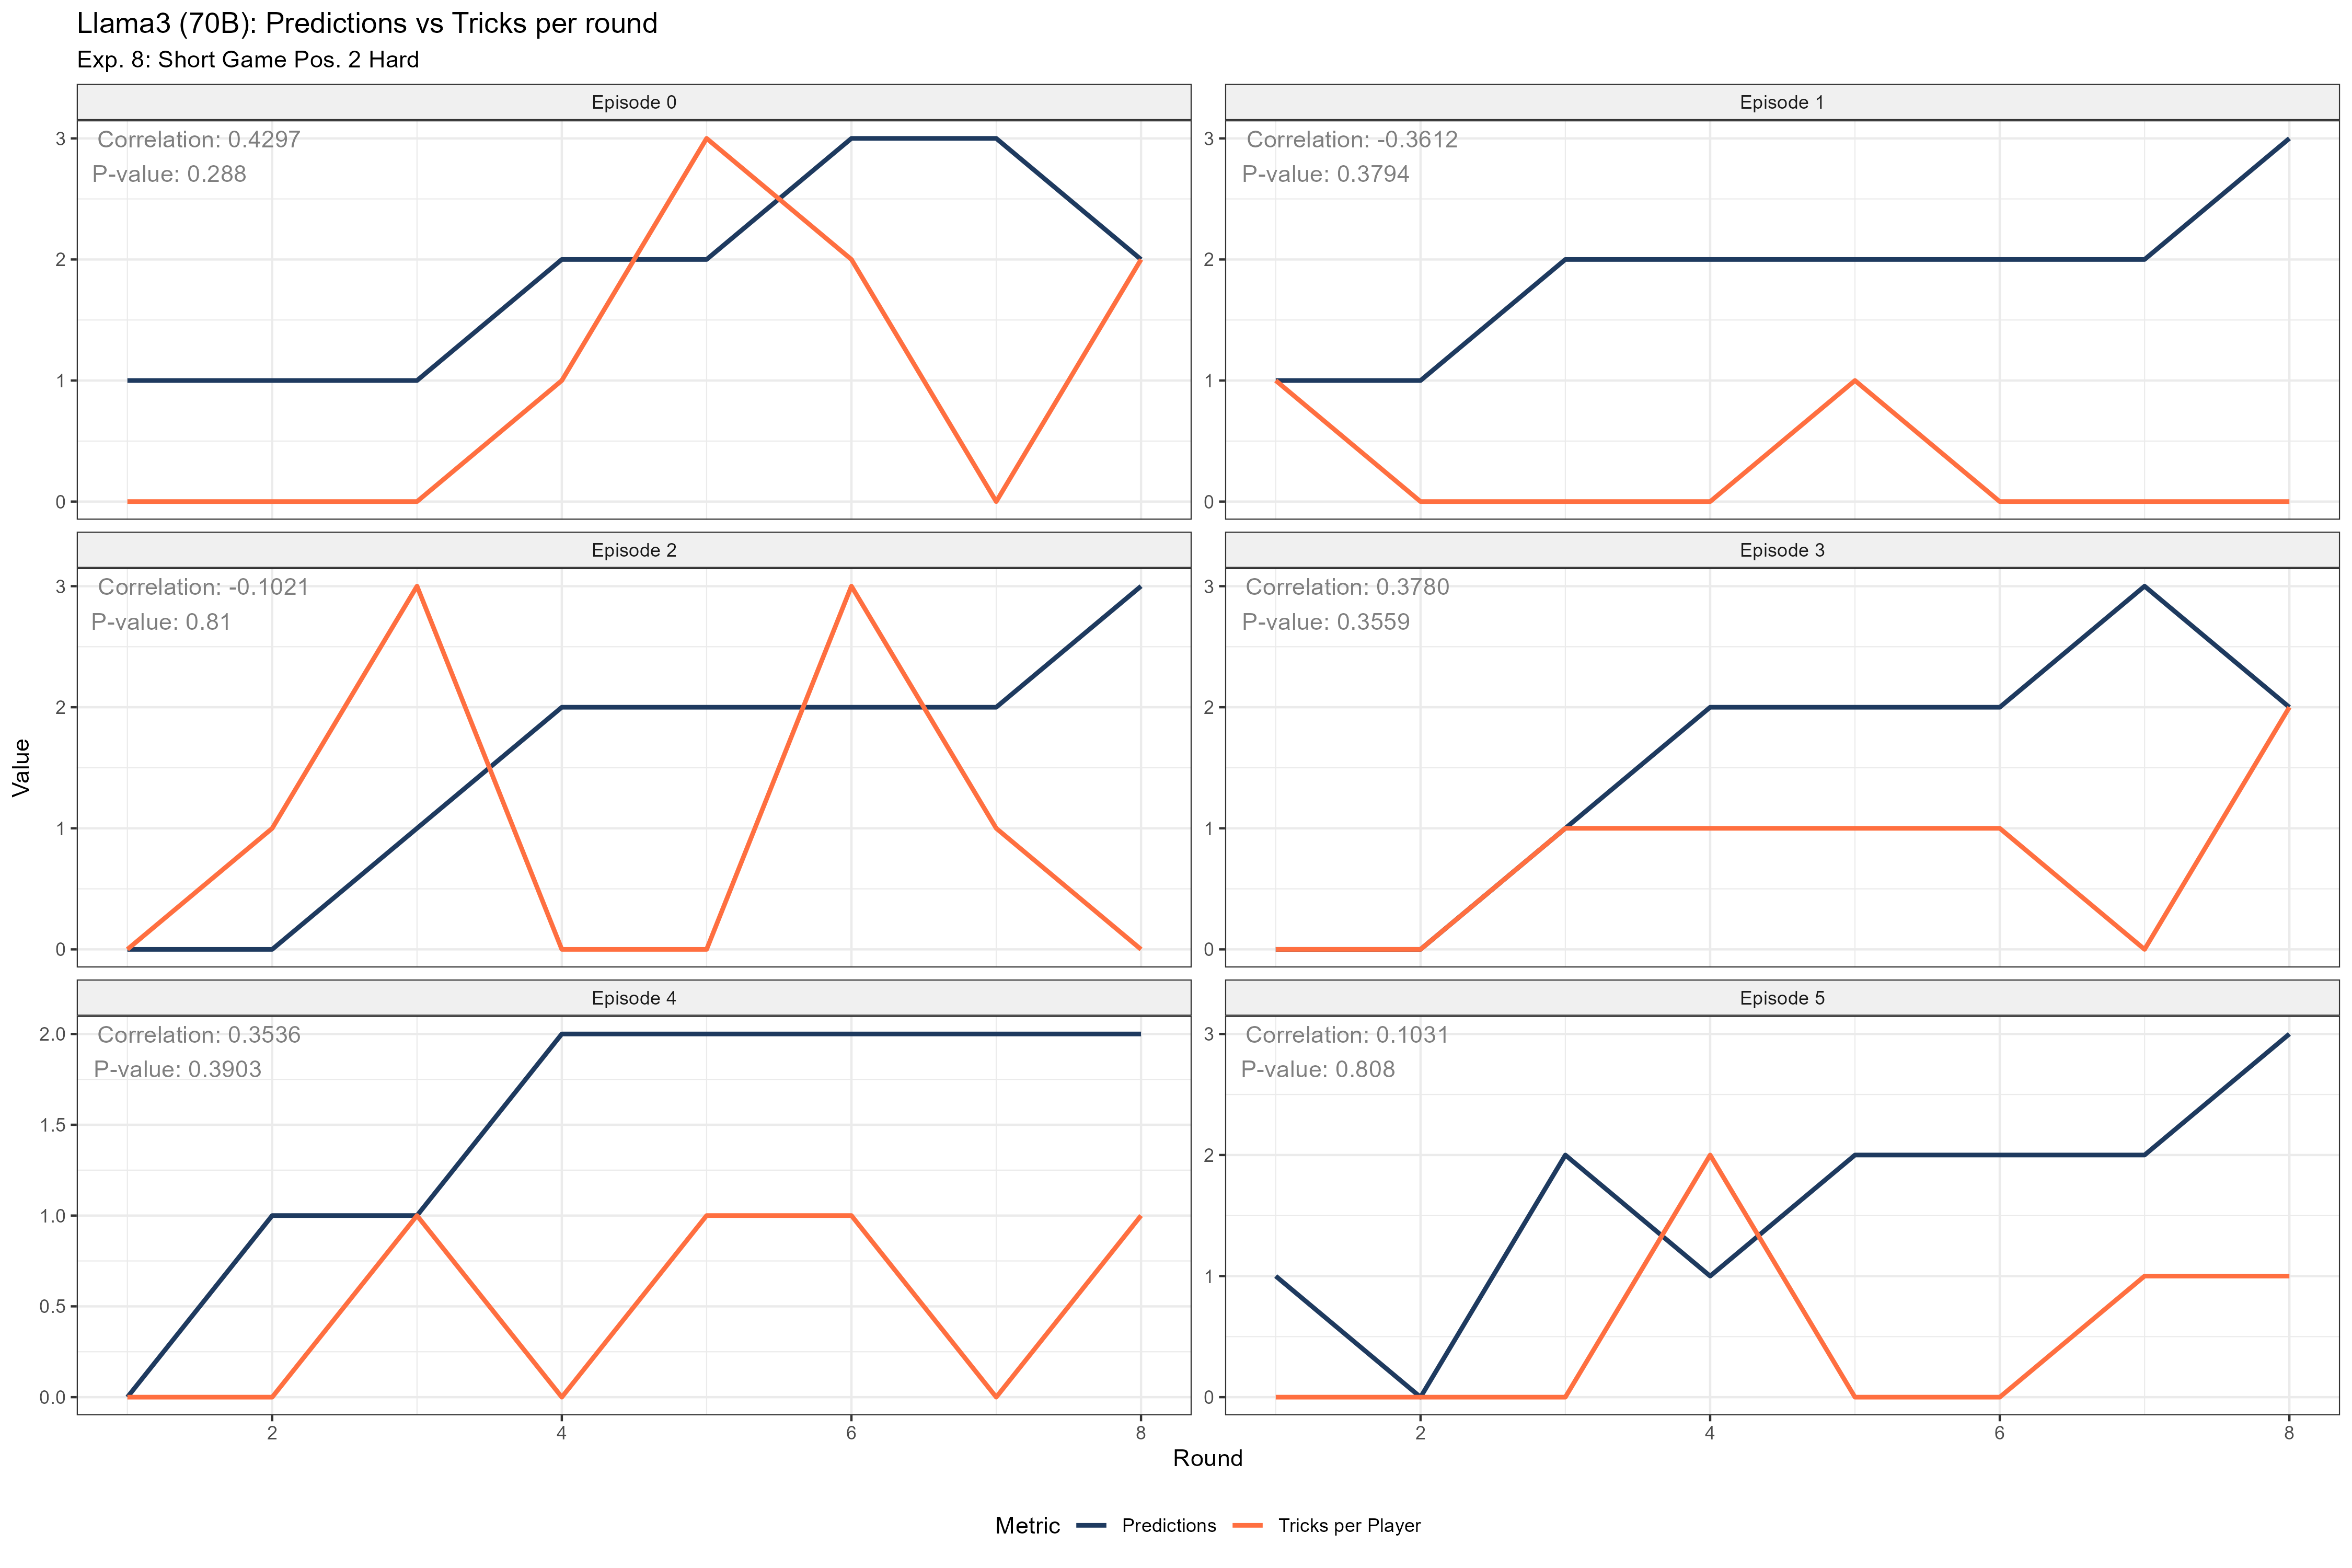 Llama3 (70B): Predictions vs Tricks per round
Exp. 8: Short Game Pos. 2 Hard
Episode 0
Correlation: 0.4297
P-value: 0.288
3
2
1
0
Episode 1
Correlation: -0.3612
P-value: 0.3794
3
2
1
0
Episode 2
Correlation: -0.1021
P-value: 0.81
3
2
1
0
Episode 3
Correlation: 0.3780
P-value: 0.3559
3
2
1
0
Episode 4
Correlation: 0.3536
P-value: 0.3903
2.0
1.5
1.0
0.5
0.0
2 4 6 8
Episode 5
Correlation: 0.1031
P-value: 0.808
3
2
1
0
2 4 6 8
Value
Round
Metric Predictions Tricks per Player